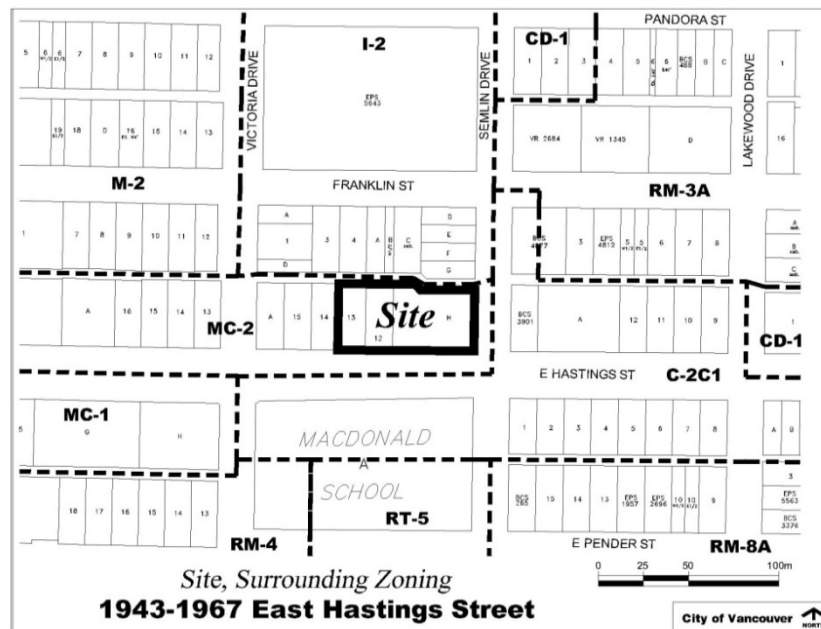 PANDORA ST
I-2
CD-1
5 6 6 7 8 9 10 11 12
1 2 3 4 5 6 BCS B C
1
VICTORIA DRIVE
EPS
5643
SEMLIN DRIVE
LAKEWOOD DRIVE
19 18 D 16 15 14 13
VR 2684 VR 1345 D
16
M-2
FRANKLIN ST
RM-3A
1 7 8 9 10 11 12
A
1
D
3 4 A B C
D
E
F
G
BCS
4677
3
EPS
4812
5 5 6 7 8
A
B
C
A 16 15 14 13
MC-2
A 15 14 13
12
Site
H
BCS
3901
A 12 11 10 9
CD-1
E HASTINGS ST
C-2C1
MC-1
G H
MACDONALD
A
SCHOOL
RT-5
1 2 3 4 5 6 7 8
A B
18 17 16 15 14 13
BCS
265
15 14 13
EPS
1957
EPS
2696
10 10 9
3
EPS
5563
BCS
3376
RM-4
E PENDER ST
RM-8A
Site, Surrounding Zoning
1943-1967 East Hastings Street
0 50 100m
City of Vancouver
NORTH